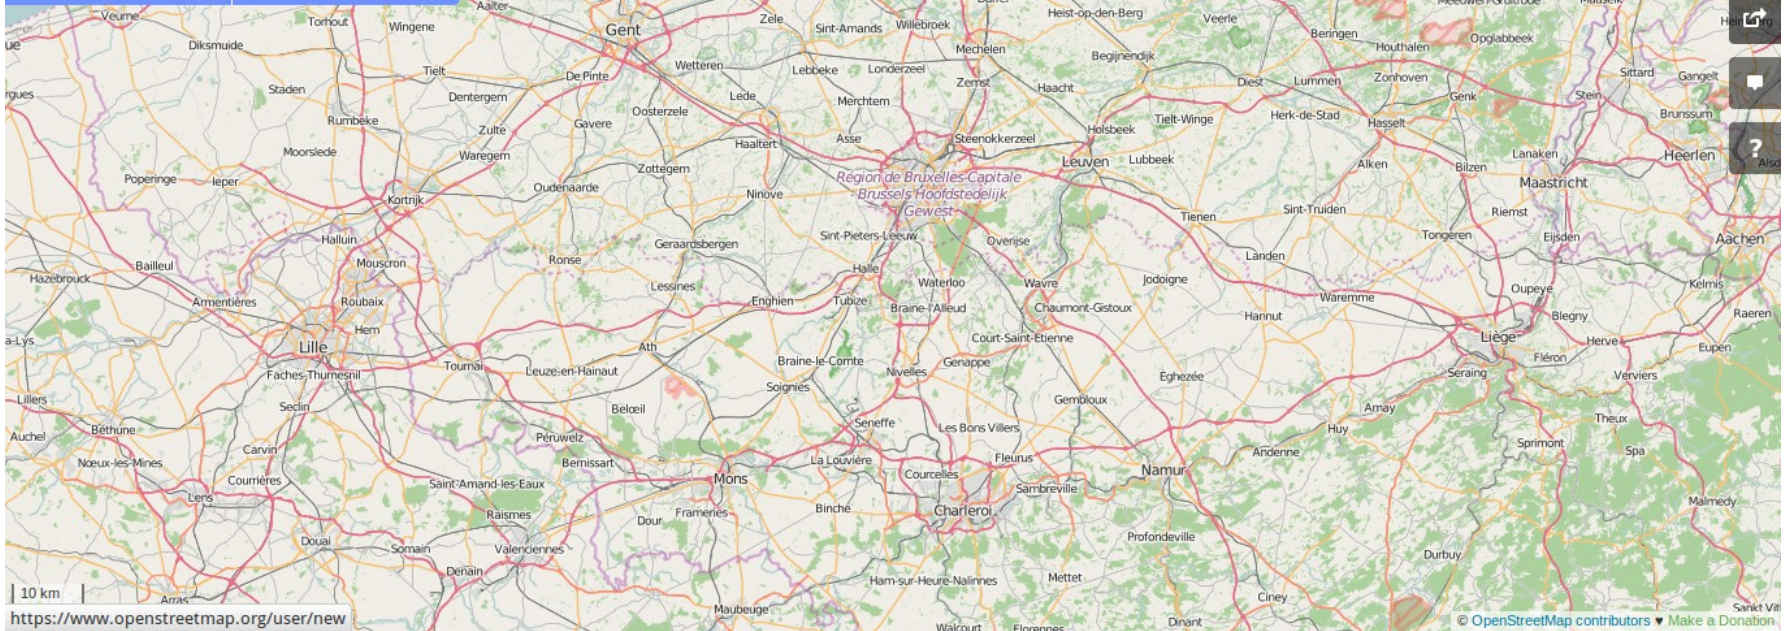 Veurne
Torhout
Wingene
Aalter
Gent
Zele
Sint-Amands
Willebroek
Heist-op-den-Berg
Veerle
Beringen
Houthalen
Opglabbeek
Diksmuide
Tielt
De Pinte
Wetteren
Lebbeke
Londerzeel
Mechelen
Zemst
Begijnendijk
Haacht
Diest
Lummen
Zonhoven
Genk
Sittard
Gangelt
Stein
Brunssum
Staden
Dentergem
Lede
Merchtem
Rumbeke
Zulte
Gavere
Oosterzele
Haaltert
Asse
Steenokkerzeel
Holsbeek
Tielt-Winge
Herk-de-Stad
Hasselt
Moorslede
Waregem
Zottegem
Leuven
Lubbeek
Alken
Bilzen
Lanaken
Heerlen
Poperinge
Ieper
Oudenaarde
Ninove
Région de Bruxelles-Capitale
- Brussels Hoofdstedelijk
Gewest
Maastricht
Kortrijk
Tienen
Sint-Truiden
Riemst
Halluin
Geraardsbergen
Sint-Pieters-Leeuw
Overijse
Tongeren
Eijsden
Aachen
Bailleul
Mouscron
Ronse
Halle
Landen
Hazebrouck
Lessines
Waterloo
Wavre
Jodoigne
Kelmis
Armentières
Roubaix
Enghien
Tubize
Braine-l'Alleud
Chaumont-Gistoux
Waremme
Oupeye
Hem
Hannut
Blegny
Raeren
Lille
Ath
Court-Saint-Etienne
Liège
Herve
Eupen
Faches-Thumesnil
Tournai
Leuze-en-Hainaut
Braine-le-Comte
Genappe
Fléron
Nivelles
Soignies
Éghezée
Seraing
Verviers
Lillers
Seclin
Belœil
Gembloux
Amay
Theux
Auchel
Béthune
Seneffe
Les Bons Villers
Huy
Péruwelz
Sprimont
Carvin
Andenne
Spa
Nœux-les-Mines
Bernissart
La Louvière
Fleurus
Courrières
Mons
Courcelles
Namur
Saint-Amand-les-Eaux
Sambreville
Lens
Malmedy
Raismes
Frameries
Binche
Charleroi
Dour
Douai
Somain
Valenciennes
Profondeville
Durbuy
Denain
Ham-sur-Heure-Nalinnes
Mettet
10 km
Arras
Ciney
Maubeuge
Walcourt
Florennes
Dinant
https://www.openstreetmap.org/user/new
© OpenStreetMap contributors ♥ Make a Donation